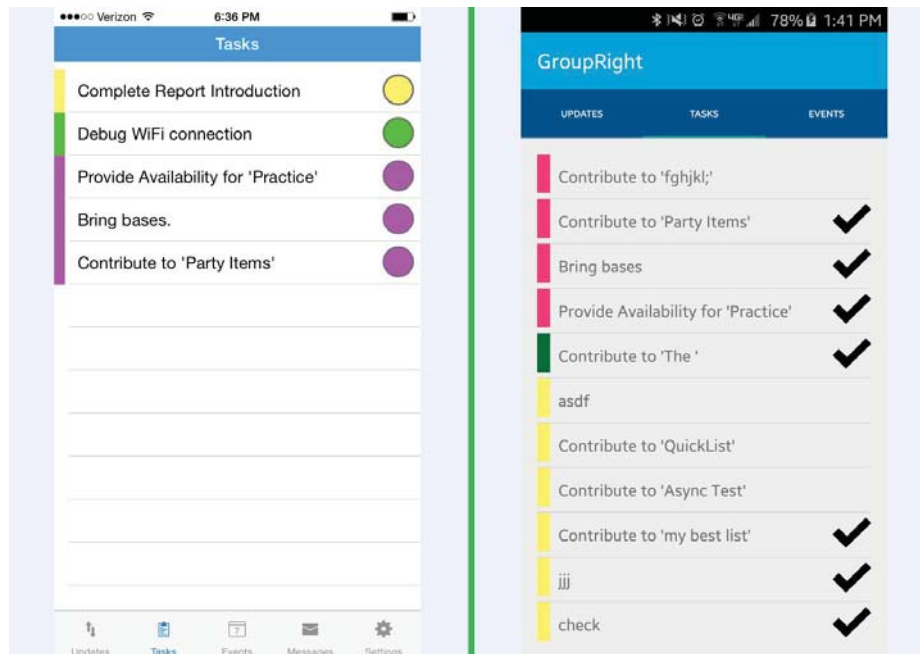 Verizon 6:36 PM
Tasks
Complete Report Introduction
Debug WiFi connection
Provide Availability for 'Practice'
Bring bases.
Contribute to 'Party Items'
7
Updates Tasks Events Messages Settings
4G 78% 1:41 PM
GroupRight
UPDATES TASKS EVENTS
Contribute to 'fghjkl;'
Contribute to 'Party Items'
Bring bases
Provide Availability for 'Practice'
Contribute to 'The '
asdf
Contribute to 'QuickList'
Contribute to 'Async Test'
Contribute to 'my best list'
jjj
check